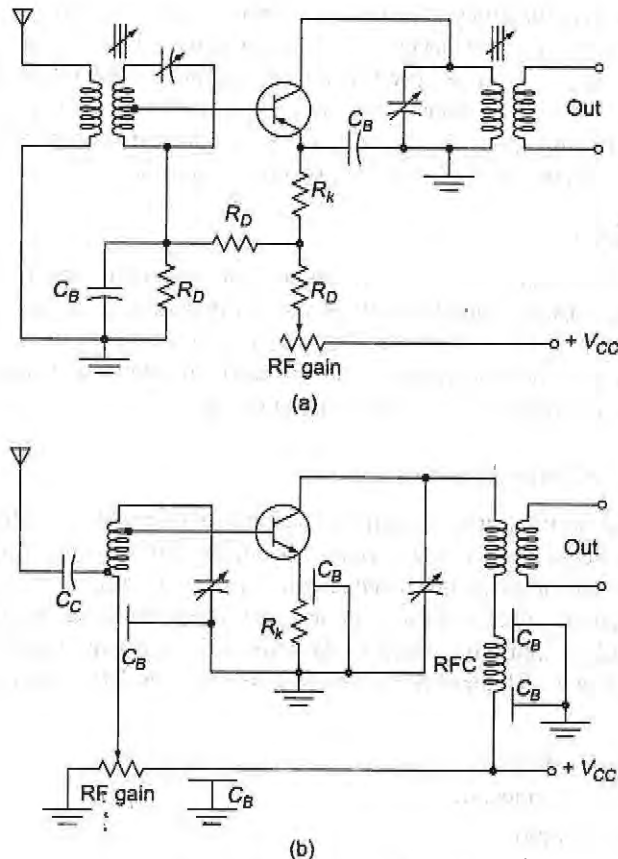 Out
C_B
R_k
R_D
C_B
R_D
R_D
RF gain
+ V_CC
(a)
Out
C_C
C_B
C_B
R_k
RFC
C_B
C_B
RF gain
C_B
+ V_CC
(b)